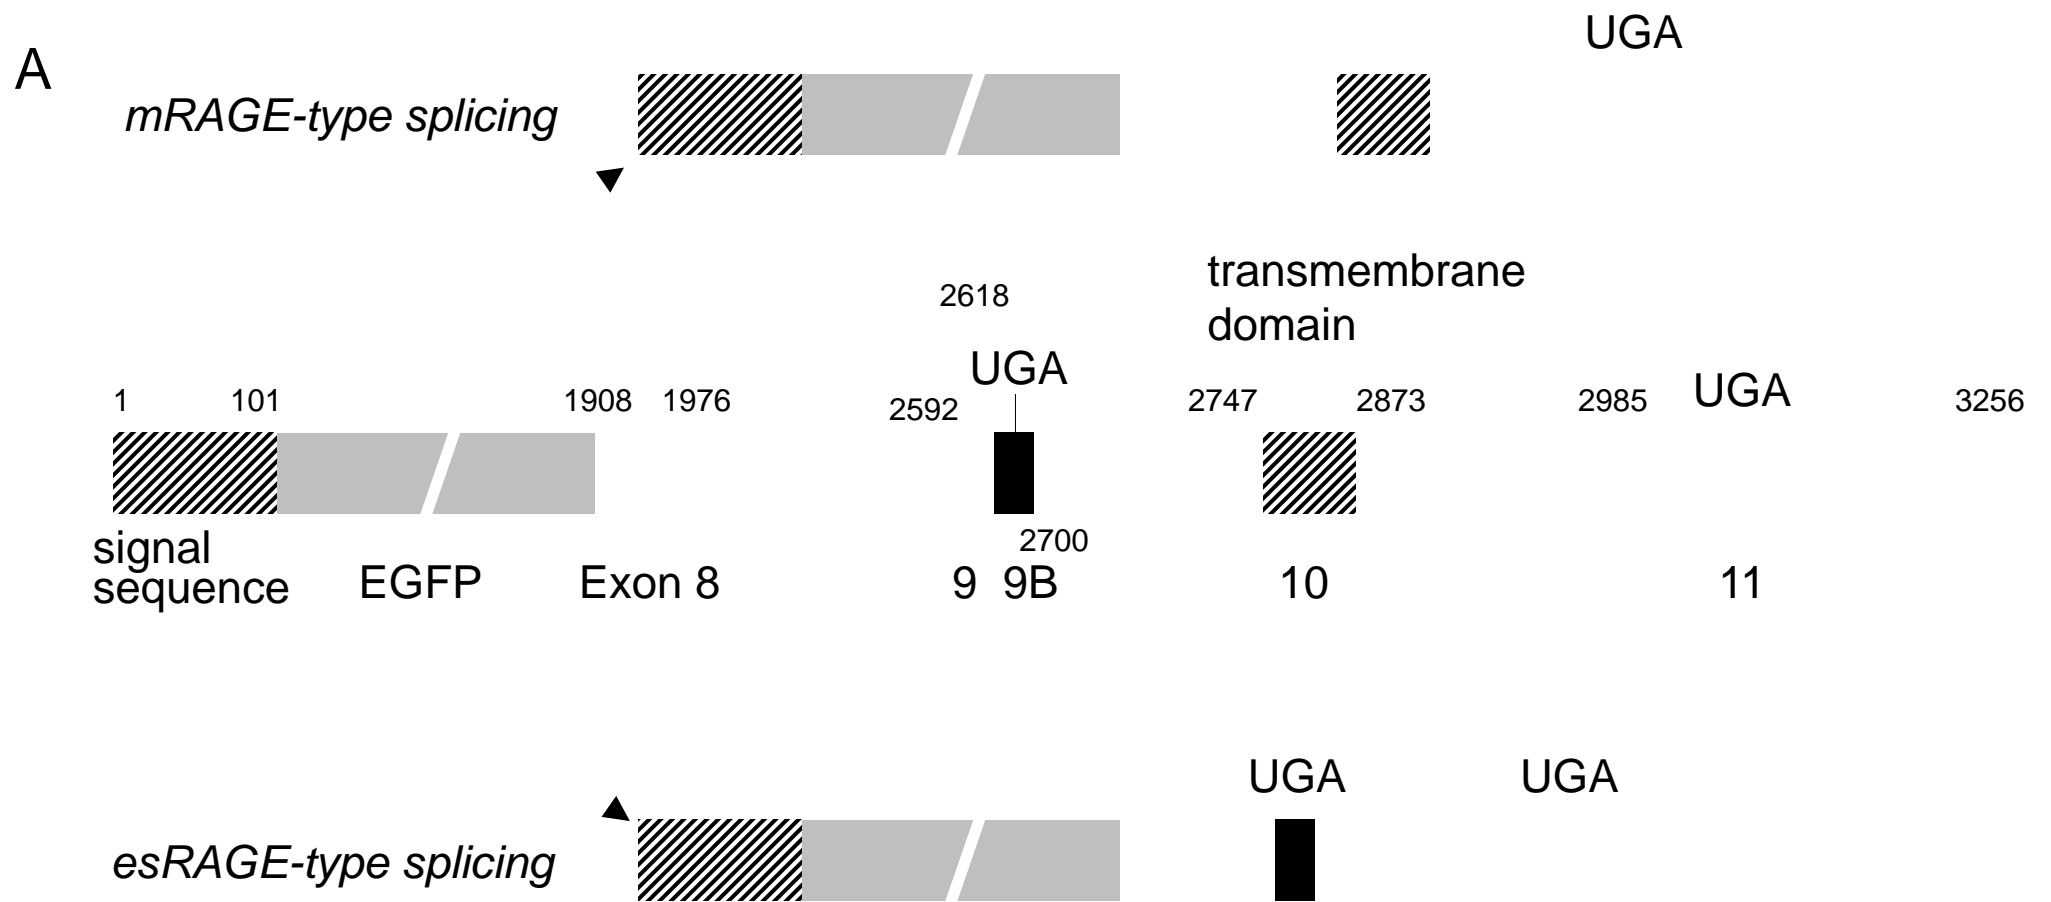 UGA
A
mRAGE-type splicing
transmembrane
domain
2618
UGA
1 101 1908 1976 2592 2747 2873 2985 UGA 3256
2700
signal
sequence EGFP Exon 8 9 9B 10 11
UGA UGA
esRAGE-type splicing